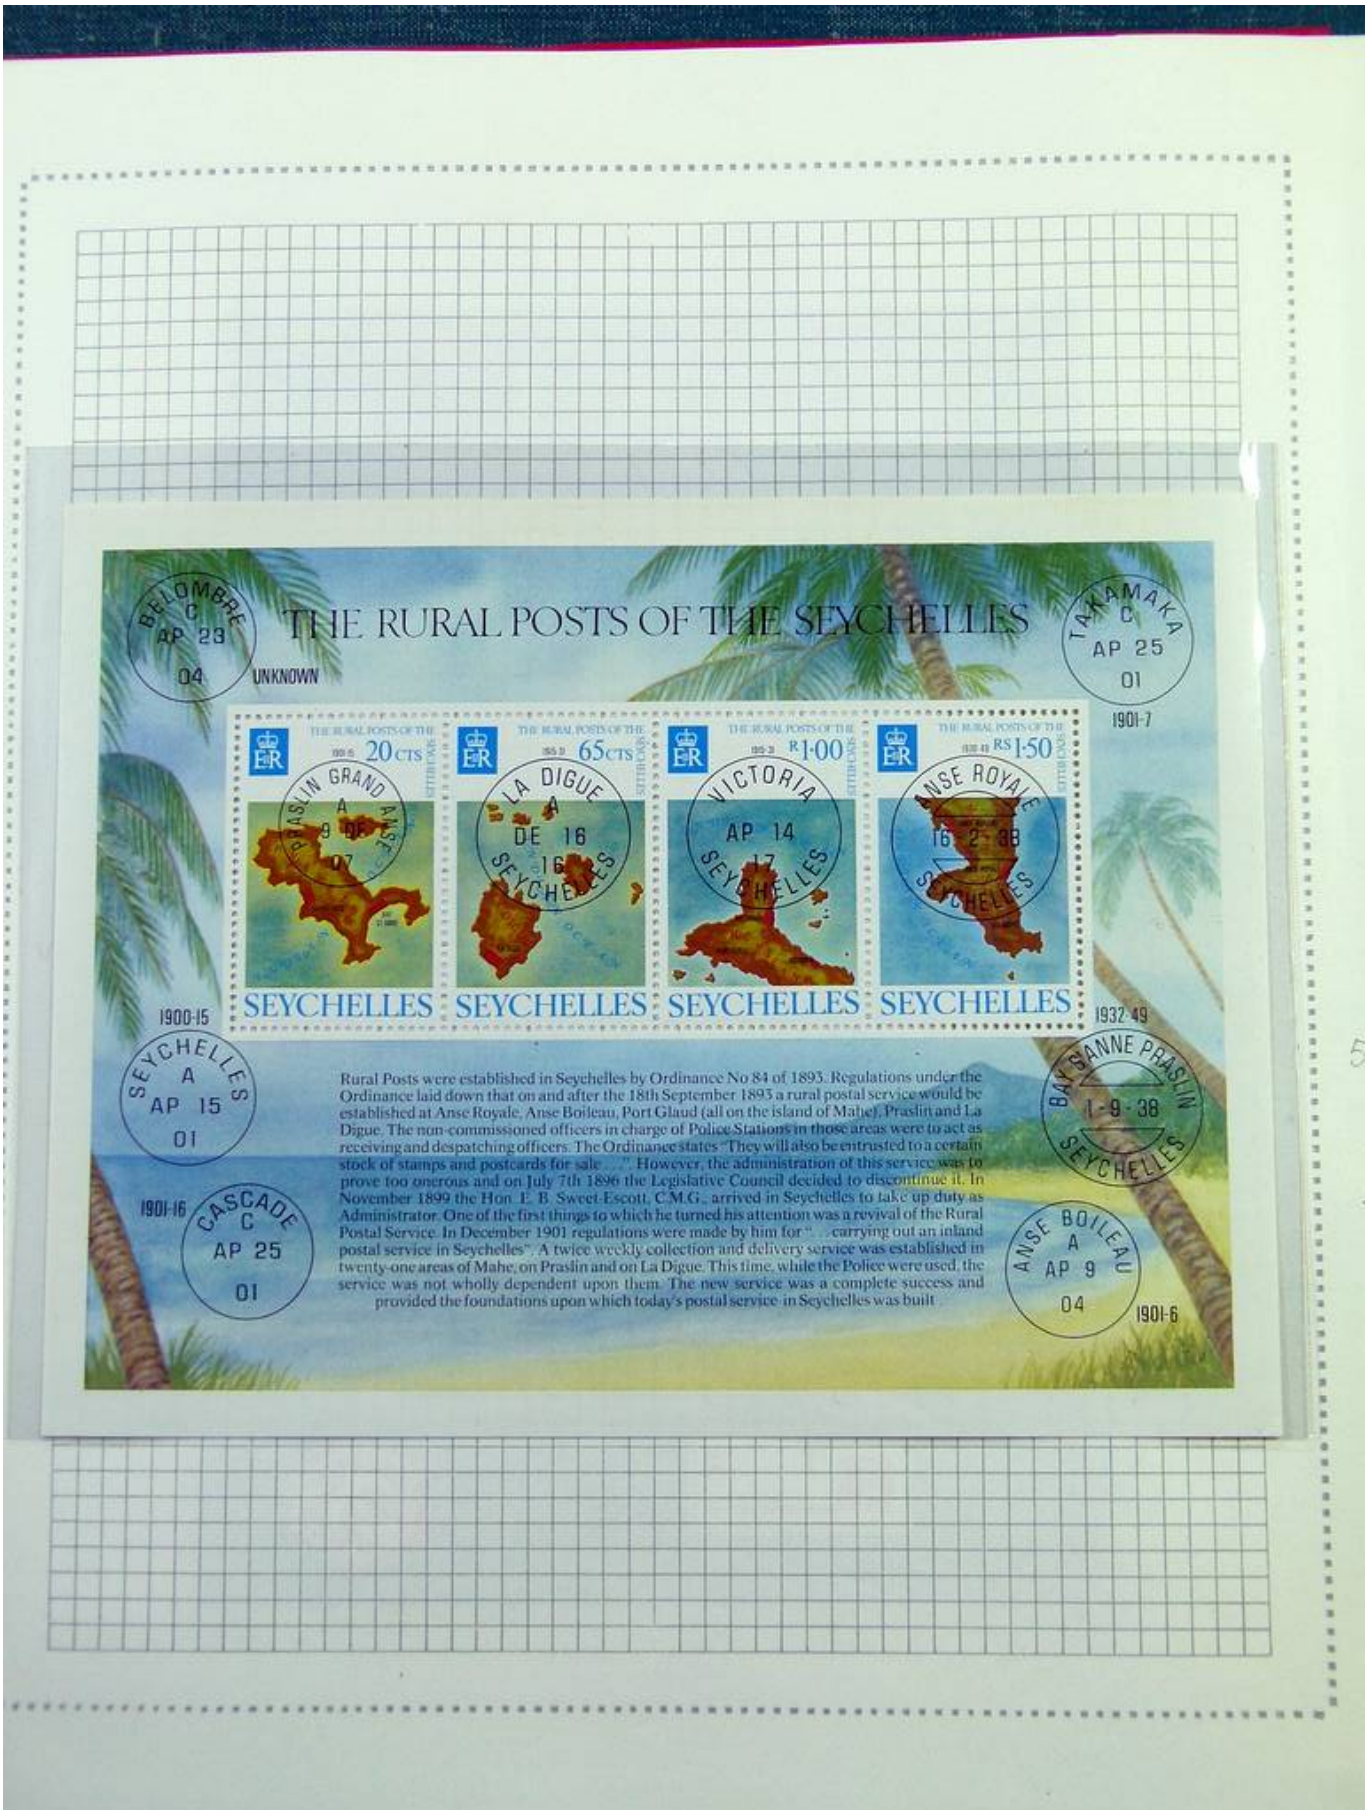 BELOMBRE
C
AP 23
04
UNKNOWN
THE RURAL POSTS OF THE SEYCHELLES
TAKAMAKA
C
AP 25
01
1901-7
THE RURAL POSTS OF THE SEYCHELLES
E R
20 CTS
PRASLIN GRAND ANSE
A
9 DE
07
SEYCHELLES
THE RURAL POSTS OF THE SEYCHELLES
E R
65 CTS
LA DIGUE
A
DE 16
16
SEYCHELLES
OCEAN
SEYCHELLES
THE RURAL POSTS OF THE SEYCHELLES
E R
R1·00
VICTORIA
AP 14
17
SEYCHELLES
SEYCHELLES
THE RURAL POSTS OF THE SEYCHELLES
E R
RS 1·50
ANSE ROYALE
16-2-38
SEYCHELLES
SEYCHELLES
1900-15
SEYCHELLES
A
AP 15
01
1901-16
CASCADE
C
AP 25
01
1932-49
BAY S'ANNE PRASLIN
1-9-38
SEYCHELLES
ANSE BOILEAU
A
AP 9
04
1901-6
Rural Posts were established in Seychelles by Ordinance No 84 of 1893. Regulations under the
Ordinance laid down that on and after the 18th September 1893 a rural postal service would be
established at Anse Royale, Anse Boileau, Port Glaud (all on the island of Mahe), Praslin and La
Digue. The non-commissioned officers in charge of Police Stations in those areas were to act as
receiving and despatching officers. The Ordinance states "They will also be entrusted to a certain
stock of stamps and postcards for sale . . .". However, the administration of this service was to
prove too onerous and on July 7th 1896 the Legislative Council decided to discontinue it. In
November 1899 the Hon. E. B. Sweet-Escott, C.M.G., arrived in Seychelles to take up duty as
Administrator. One of the first things to which he turned his attention was a revival of the Rural
Postal Service. In December 1901 regulations were made by him for ". . . carrying out an inland
postal service in Seychelles". A twice weekly collection and delivery service was established in
twenty-one areas of Mahe, on Praslin and on La Digue. This time, while the Police were used, the
service was not wholly dependent upon them. The new service was a complete success and
provided the foundations upon which today's postal service in Seychelles was built